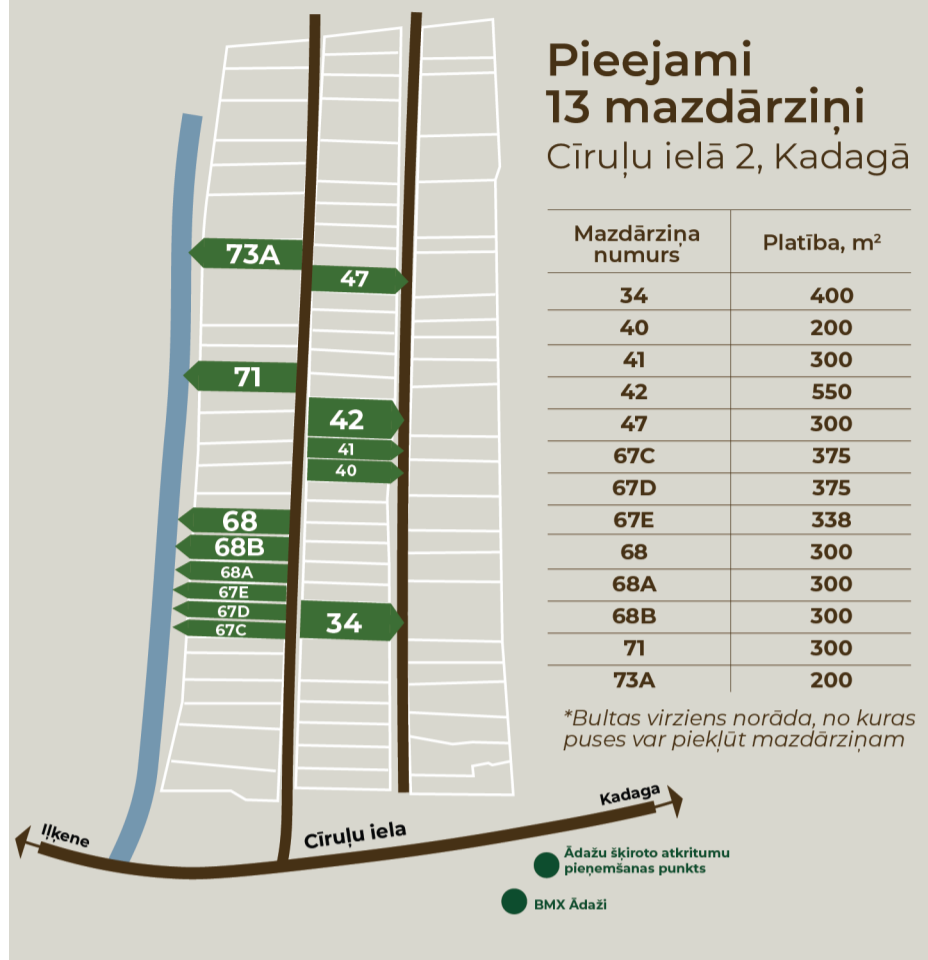 Pieejami
13 mazdārziņi
Cīruļu ielā 2, Kadagā
Mazdārziņa numurs Platība, m²
34 400
40 200
41 300
42 550
47 300
67C 375
67D 375
67E 338
68 300
68A 300
68B 300
71 300
73A 200
*Bultas virziens norāda, no kuras
puses var piekļūt mazdārziņam
73A
47
71
42
41
40
68
68B
68A
67E
67D
67C
34
Iļķene
Cīruļu iela
Kadaga
Ādažu šķiroto atkritumu
pieņemšanas punkts
BMX Ādaži